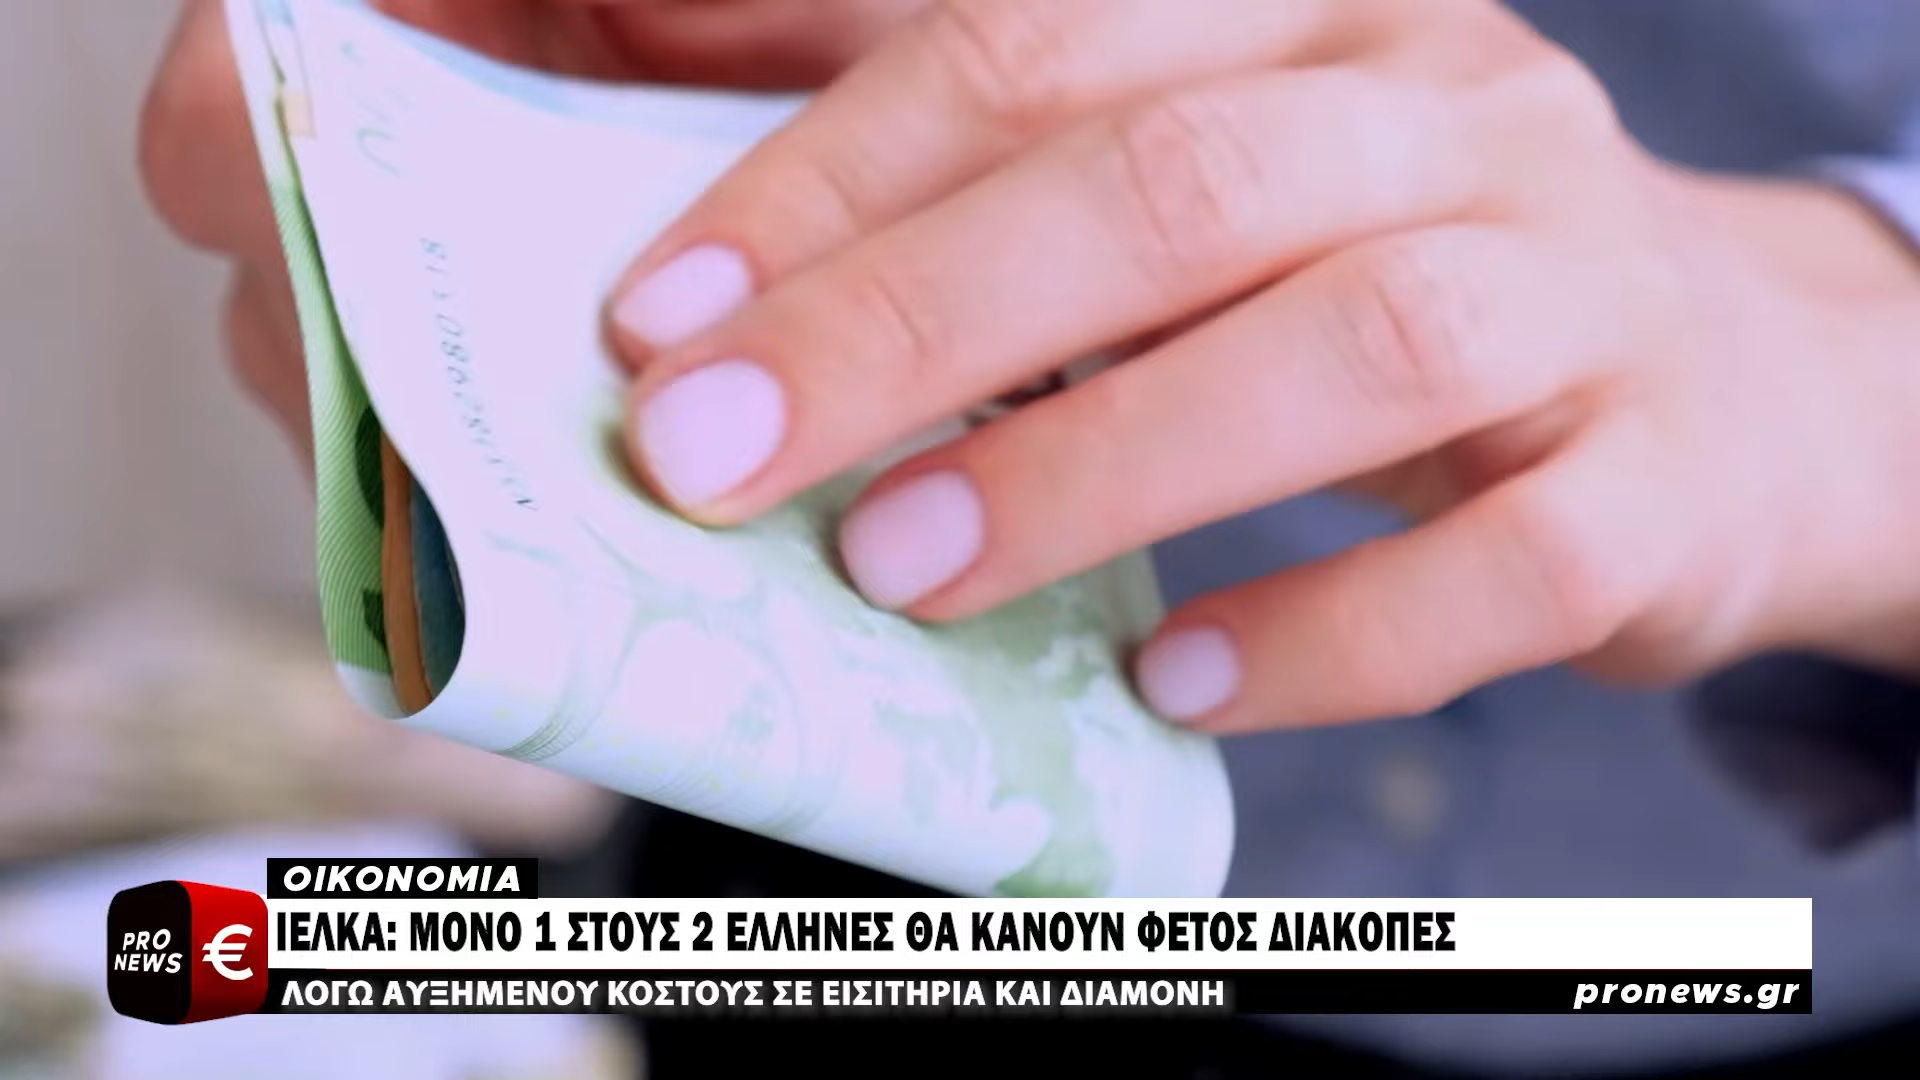 ΟΙΚΟΝΟΜΙΑ
PRO
NEWS
€
ΙΕΛΚΑ: ΜΟΝΟ 1 ΣΤΟΥΣ 2 ΕΛΛΗΝΕΣ ΘΑ ΚΑΝΟΥΝ ΦΕΤΟΣ ΔΙΑΚΟΠΕΣ
ΛΟΓΩ ΑΥΞΗΜΕΝΟΥ ΚΟΣΤΟΥΣ ΣΕ ΕΙΣΙΤΗΡΙΑ ΚΑΙ ΔΙΑΜΟΝΗ
pronews.gr